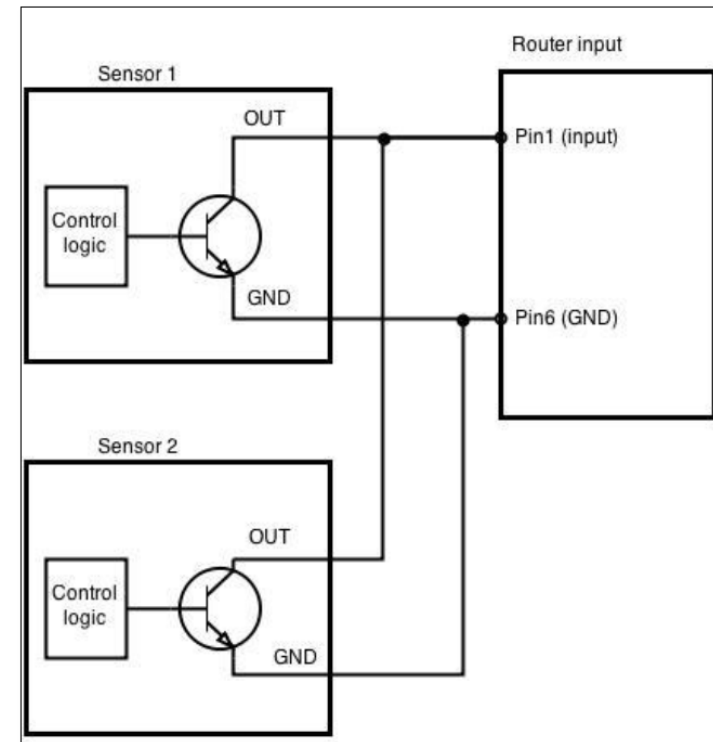 Router input
Sensor 1
OUT
Pin1 (input)
Control
logic
GND
Pin6 (GND)
Sensor 2
OUT
Control
logic
GND